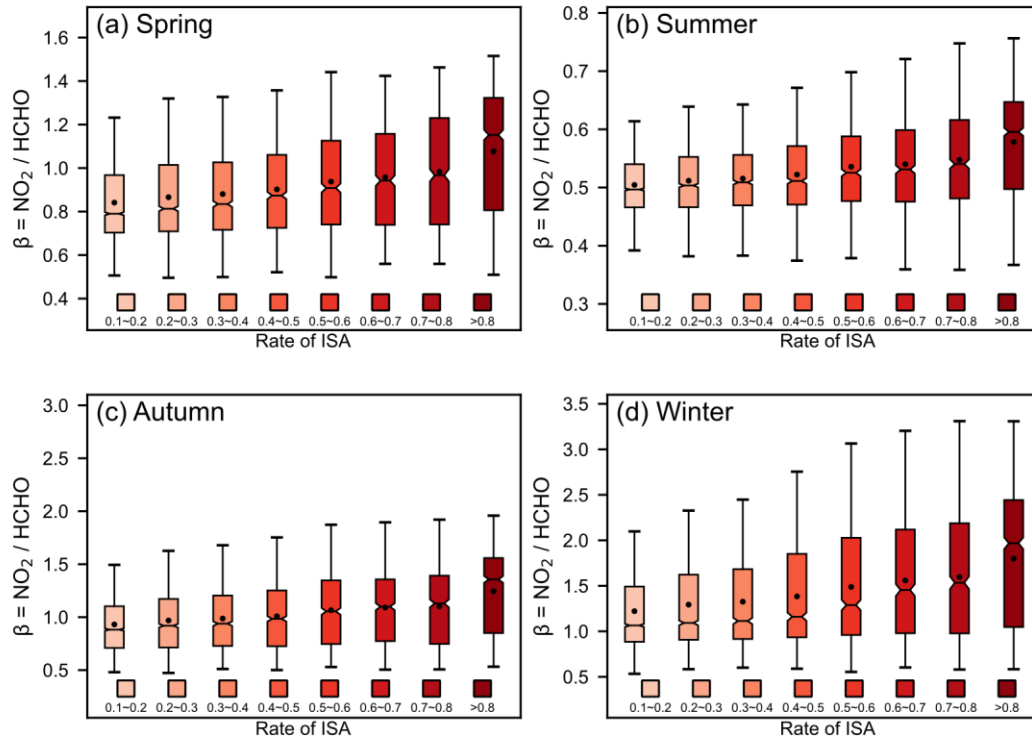 (a) Spring
β = NO₂ / HCHO
1.6
1.4
1.2
1.0
0.8
0.6
0.4
0.1~0.2 0.2~0.3 0.3~0.4 0.4~0.5 0.5~0.6 0.6~0.7 0.7~0.8 >0.8
Rate of ISA
(b) Summer
β = NO₂ / HCHO
0.8
0.7
0.6
0.5
0.4
0.3
0.1~0.2 0.2~0.3 0.3~0.4 0.4~0.5 0.5~0.6 0.6~0.7 0.7~0.8 >0.8
Rate of ISA
(c) Autumn
β = NO₂ / HCHO
3.0
2.5
2.0
1.5
1.0
0.5
0.1~0.2 0.2~0.3 0.3~0.4 0.4~0.5 0.5~0.6 0.6~0.7 0.7~0.8 >0.8
Rate of ISA
(d) Winter
β = NO₂ / HCHO
3.5
3.0
2.5
2.0
1.5
1.0
0.5
0.1~0.2 0.2~0.3 0.3~0.4 0.4~0.5 0.5~0.6 0.6~0.7 0.7~0.8 >0.8
Rate of ISA